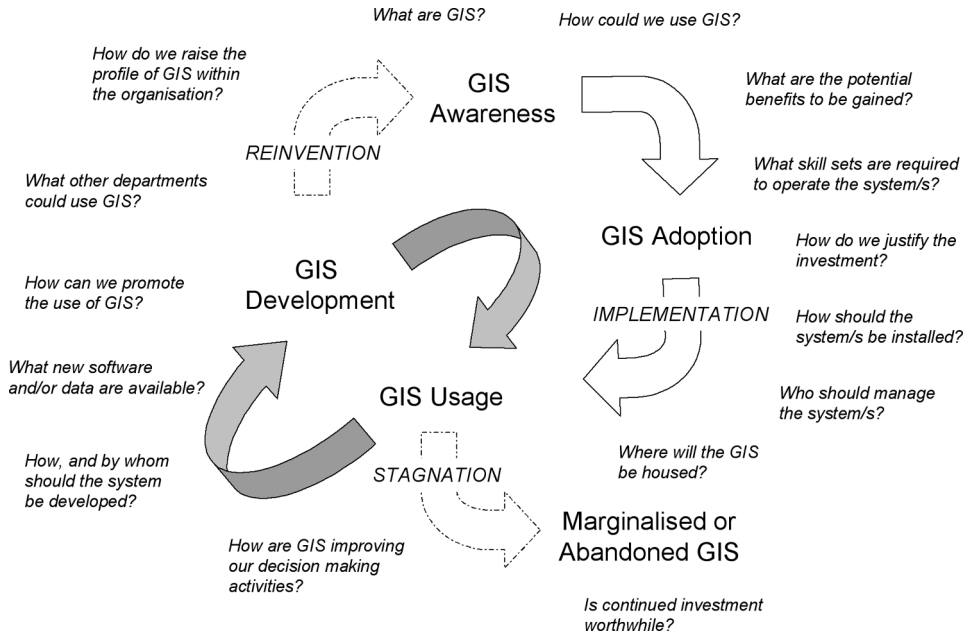 What are GIS?
How could we use GIS?
How do we raise the
profile of GIS within
the organisation?
GIS
Awareness
What are the potential
benefits to be gained?
REINVENTION
What skill sets are required
to operate the system/s?
What other departments
could use GIS?
GIS Adoption
How do we justify the
investment?
GIS
Development
How can we promote
the use of GIS?
IMPLEMENTATION
How should the
system/s be installed?
What new software
and/or data are available?
GIS Usage
Who should manage
the system/s?
How, and by whom
should the system
be developed?
STAGNATION
Where will the GIS
be housed?
Marginalised or
Abandoned GIS
How are GIS improving
our decision making
activities?
Is continued investment
worthwhile?